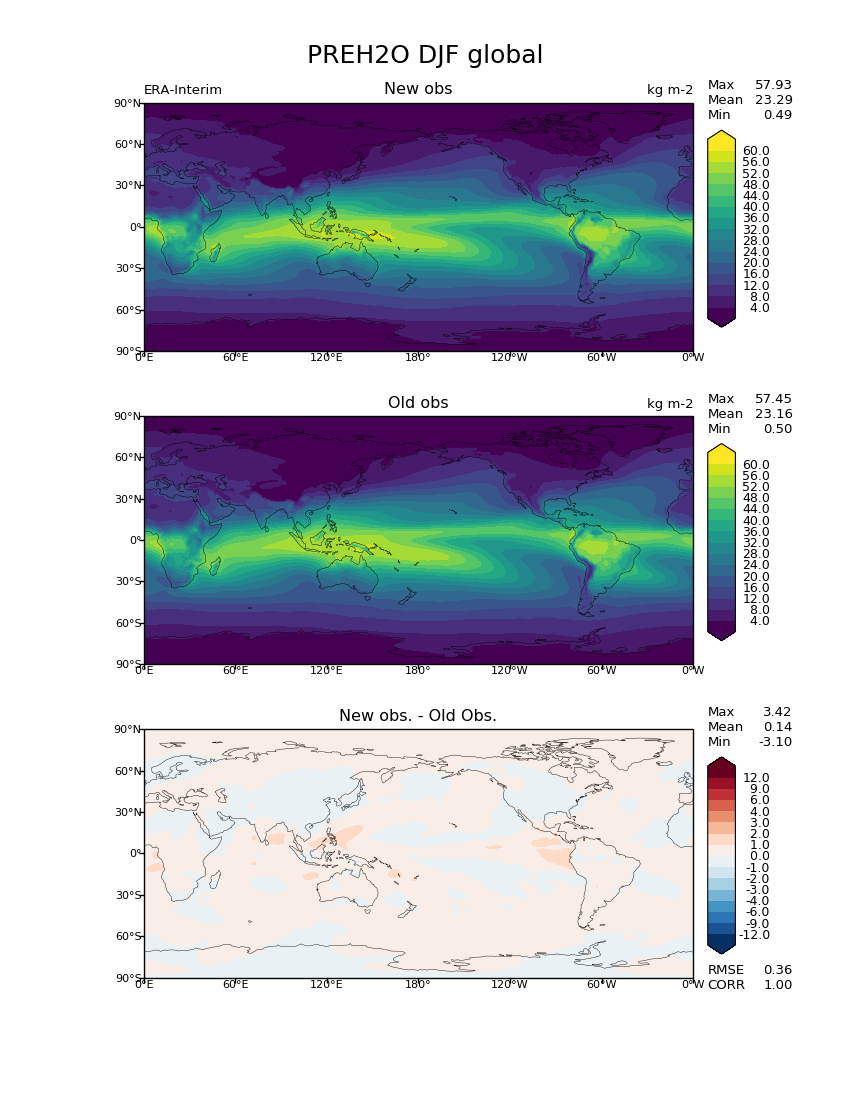 PREH2O DJF global
ERA-Interim New obs kg m-2
Max 57.93
Mean 23.29
Min 0.49
90°N
60°N
30°N
0°
30°S
60°S
90°S
0°E 60°E 120°E 180° 120°W 60°W 0°W
60.0
56.0
52.0
48.0
44.0
40.0
36.0
32.0
28.0
24.0
20.0
16.0
12.0
8.0
4.0
Old obs kg m-2
Max 57.45
Mean 23.16
Min 0.50
90°N
60°N
30°N
0°
30°S
60°S
90°S
0°E 60°E 120°E 180° 120°W 60°W 0°W
60.0
56.0
52.0
48.0
44.0
40.0
36.0
32.0
28.0
24.0
20.0
16.0
12.0
8.0
4.0
New obs. - Old Obs.
Max 3.42
Mean 0.14
Min -3.10
90°N
60°N
30°N
0°
30°S
60°S
90°S
0°E 60°E 120°E 180° 120°W 60°W 0°W
12.0
9.0
6.0
4.0
3.0
2.0
1.0
0.0
-1.0
-2.0
-3.0
-4.0
-6.0
-9.0
-12.0
RMSE 0.36
CORR 1.00